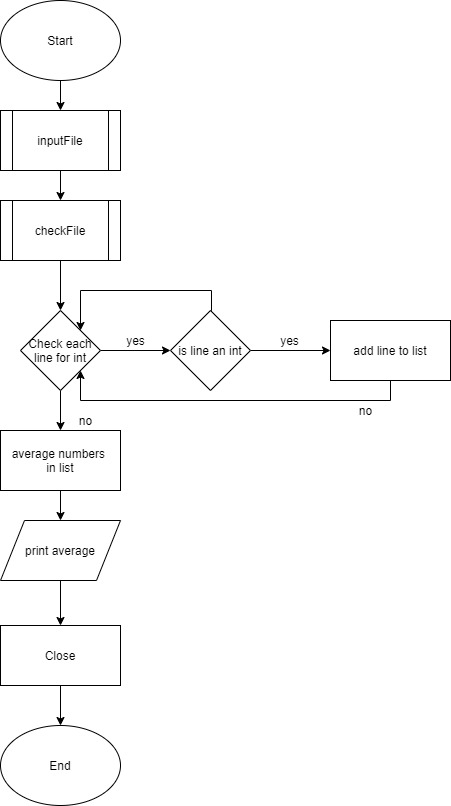 Start
inputFile
checkFile
Check each
line for int
yes
is line an int
yes
add line to list
no
no
average numbers
in list
print average
Close
End